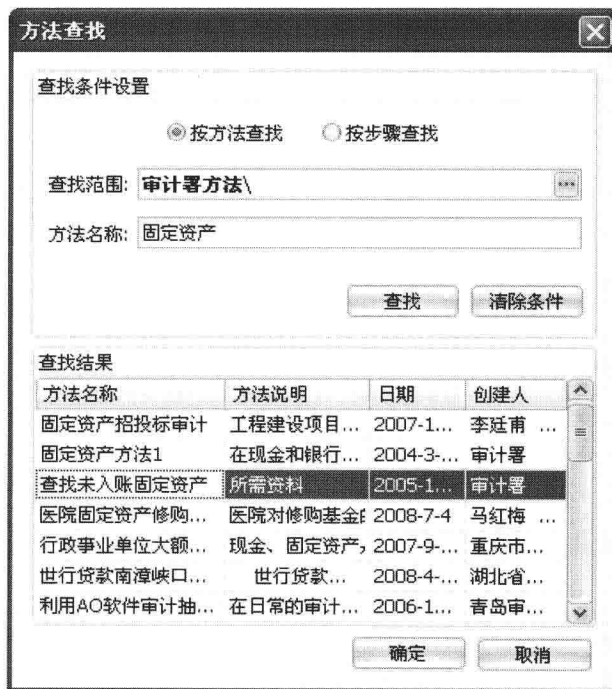 方法查找
查找条件设置
按方法查找 按步骤查找
查找范围: 审计署方法\ ...
方法名称: 固定资产
查找 清除条件
查找结果
方法名称 方法说明 日期 创建人
固定资产招投标审计 工程建设项目... 2007-1... 李廷甫 ...
固定资产方法1 在现金和银行... 2004-3-... 审计署
查找未入账固定资产 所需资料 2005-1... 审计署
医院固定资产修购... 医院对修购基金 2008-7-4 马红梅 ...
行政事业单位大额... 现金、固定资产, 2007-9-... 重庆市...
世行贷款南漳峡口... 世行贷款... 2008-4-... 湖北省...
利用AO软件审计抽... 在日常的审计... 2006-1... 青岛审...
确定 取消